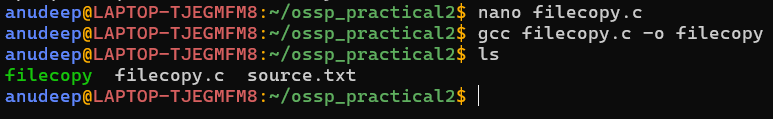 anudeep@LAPTOP-TJEGMFM8:~/ossp_practical2$ nano filecopy.c
anudeep@LAPTOP-TJEGMFM8:~/ossp_practical2$ gcc filecopy.c -o filecopy
anudeep@LAPTOP-TJEGMFM8:~/ossp_practical2$ ls
filecopy  filecopy.c  source.txt
anudeep@LAPTOP-TJEGMFM8:~/ossp_practical2$